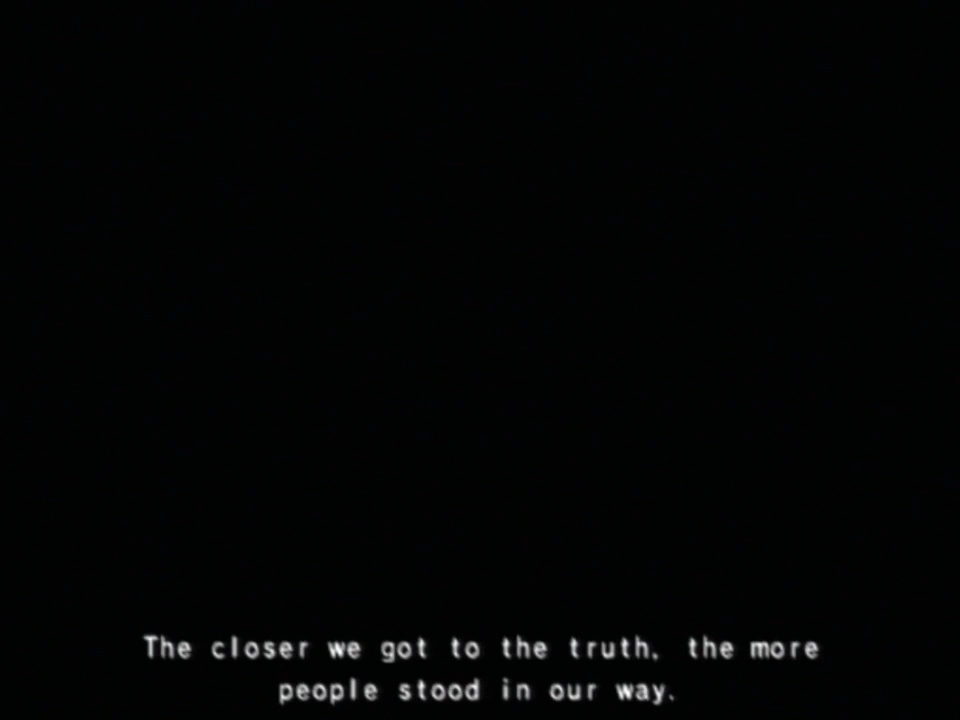 The closer we got to the truth, the more
people stood in our way.